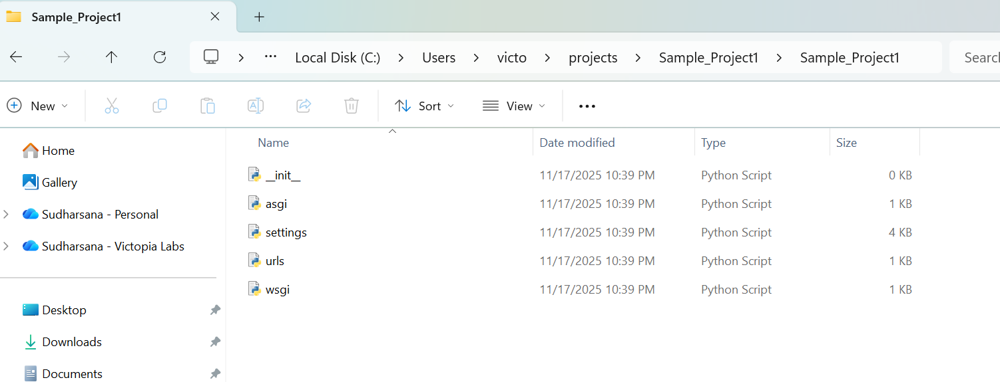 Sample_Project1
Local Disk (C:) Users victo projects Sample_Project1 Sample_Project1 Search
New Sort View
Name Date modified Type Size
Home
Gallery
Sudharsana - Personal
Sudharsana - Victopia Labs
Desktop
Downloads
Documents
__init__ 11/17/2025 10:39 PM Python Script 0 KB
asgi 11/17/2025 10:39 PM Python Script 1 KB
settings 11/17/2025 10:39 PM Python Script 4 KB
urls 11/17/2025 10:39 PM Python Script 1 KB
wsgi 11/17/2025 10:39 PM Python Script 1 KB